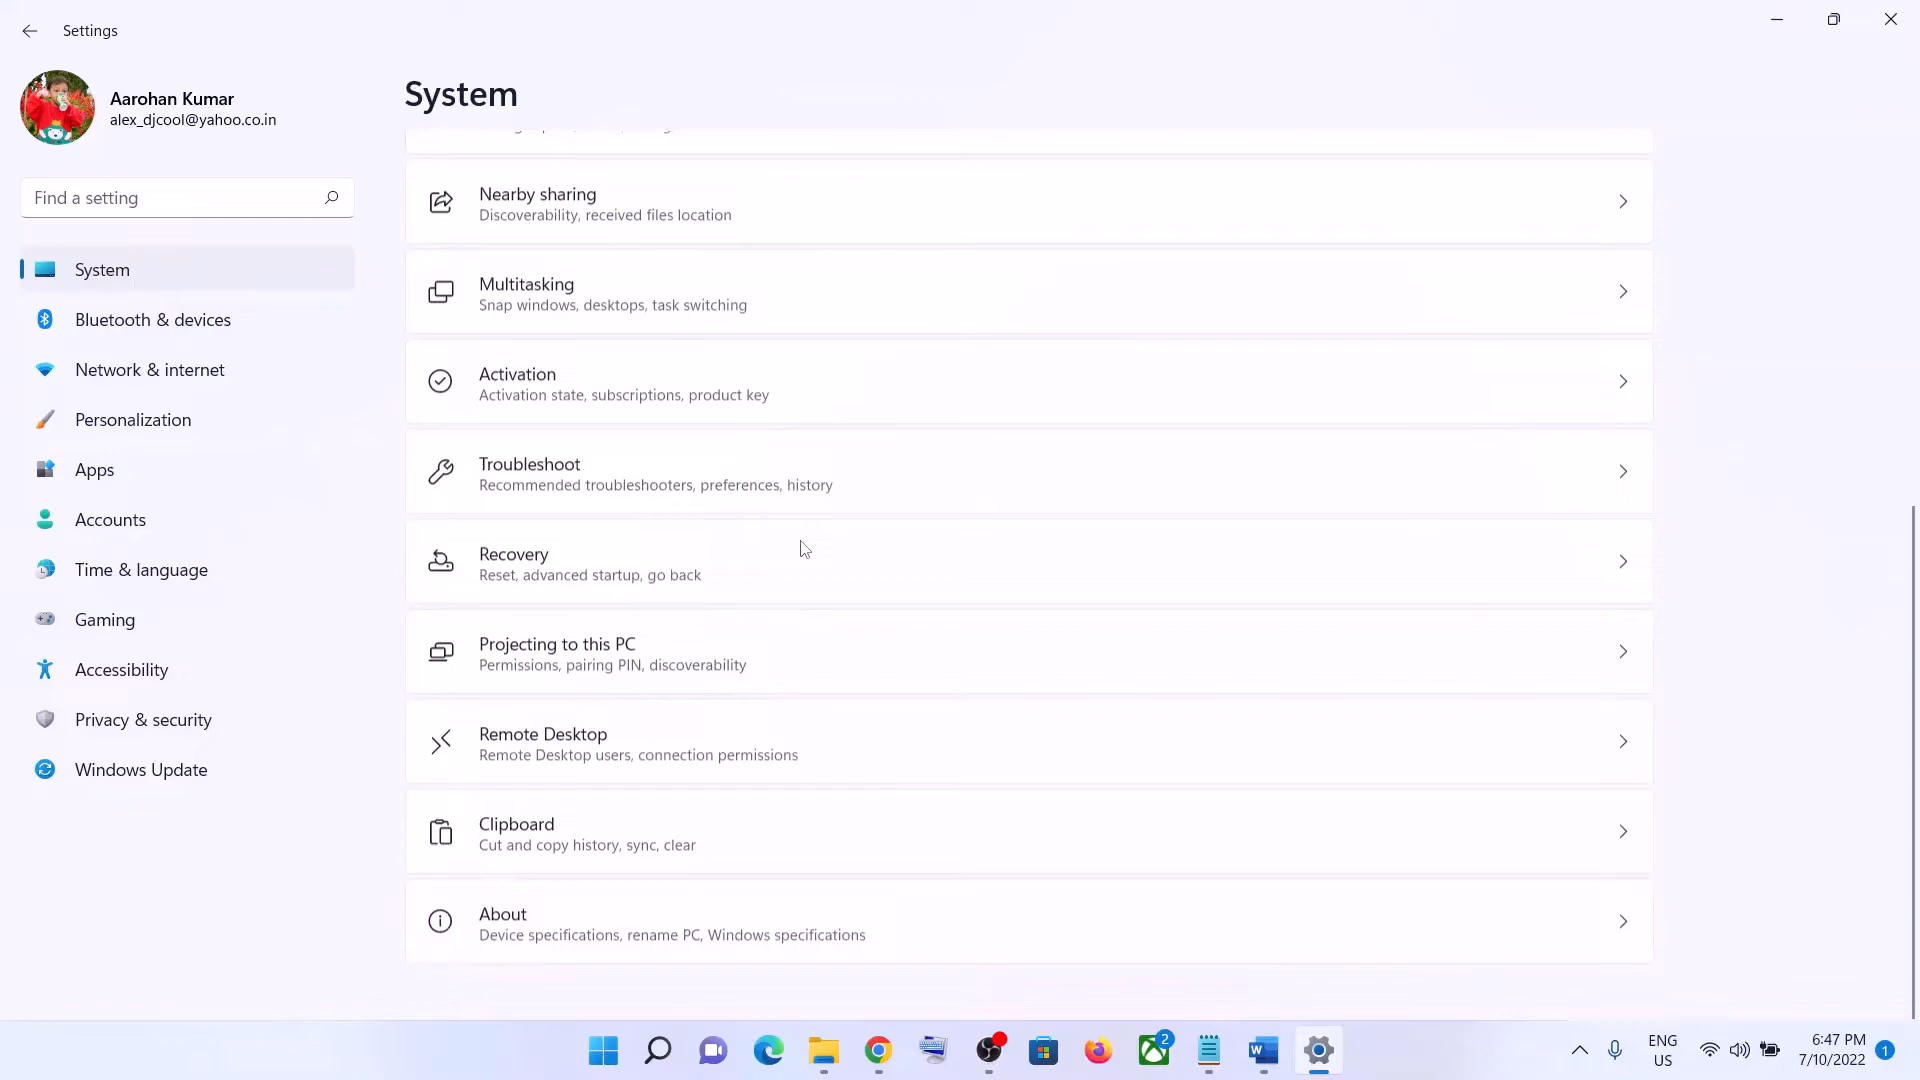 Settings
Aarohan Kumar
alex_djcool@yahoo.co.in
Find a setting
System
Bluetooth & devices
Network & internet
Personalization
Apps
Accounts
Time & language
Gaming
Accessibility
Privacy & security
Windows Update
System
Nearby sharing
Discoverability, received files location
Multitasking
Snap windows, desktops, task switching
Activation
Activation state, subscriptions, product key
Troubleshoot
Recommended troubleshooters, preferences, history
Recovery
Reset, advanced startup, go back
Projecting to this PC
Permissions, pairing PIN, discoverability
Remote Desktop
Remote Desktop users, connection permissions
Clipboard
Cut and copy history, sync, clear
About
Device specifications, rename PC, Windows specifications
2
W
ENG
US
6:47 PM
7/10/2022
1